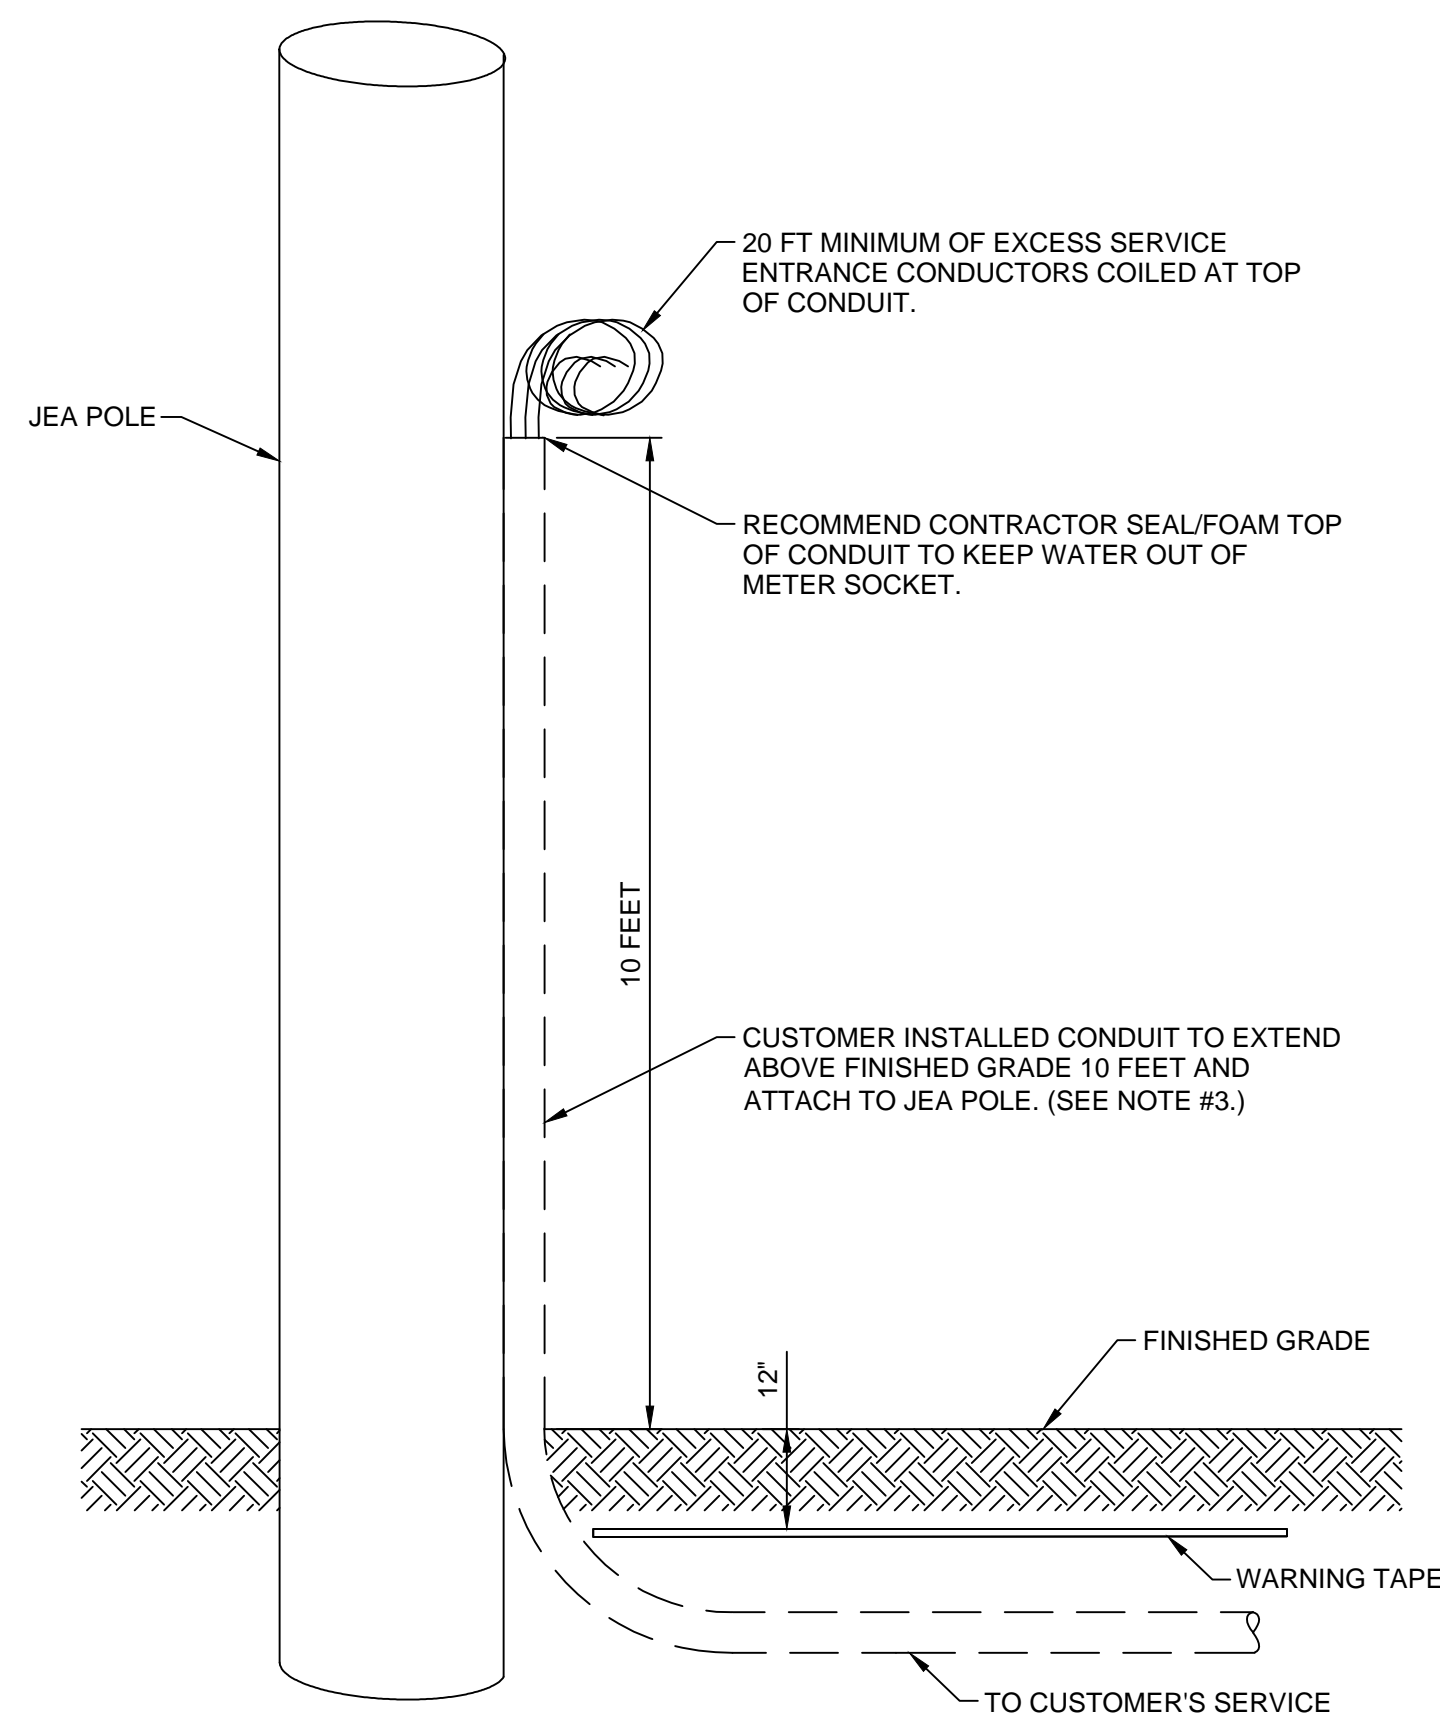 20 FT MINIMUM OF EXCESS SERVICE
ENTRANCE CONDUCTORS COILED AT TOP
OF CONDUIT.
JEA POLE
RECOMMEND CONTRACTOR SEAL/FOAM TOP
OF CONDUIT TO KEEP WATER OUT OF
METER SOCKET.
10 FEET
CUSTOMER INSTALLED CONDUIT TO EXTEND
ABOVE FINISHED GRADE 10 FEET AND
ATTACH TO JEA POLE. (SEE NOTE #3.)
FINISHED GRADE
12"
WARNING TAPE
TO CUSTOMER'S SERVICE